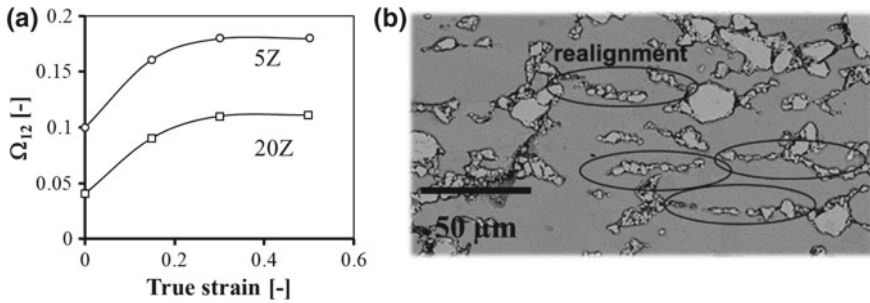 (a)
0.2
0.15
0.1
0.05
0
Ω12 [-]
5Z
20Z
0 0.2 0.4 0.6
True strain [-]
(b)
realignment
50 µm